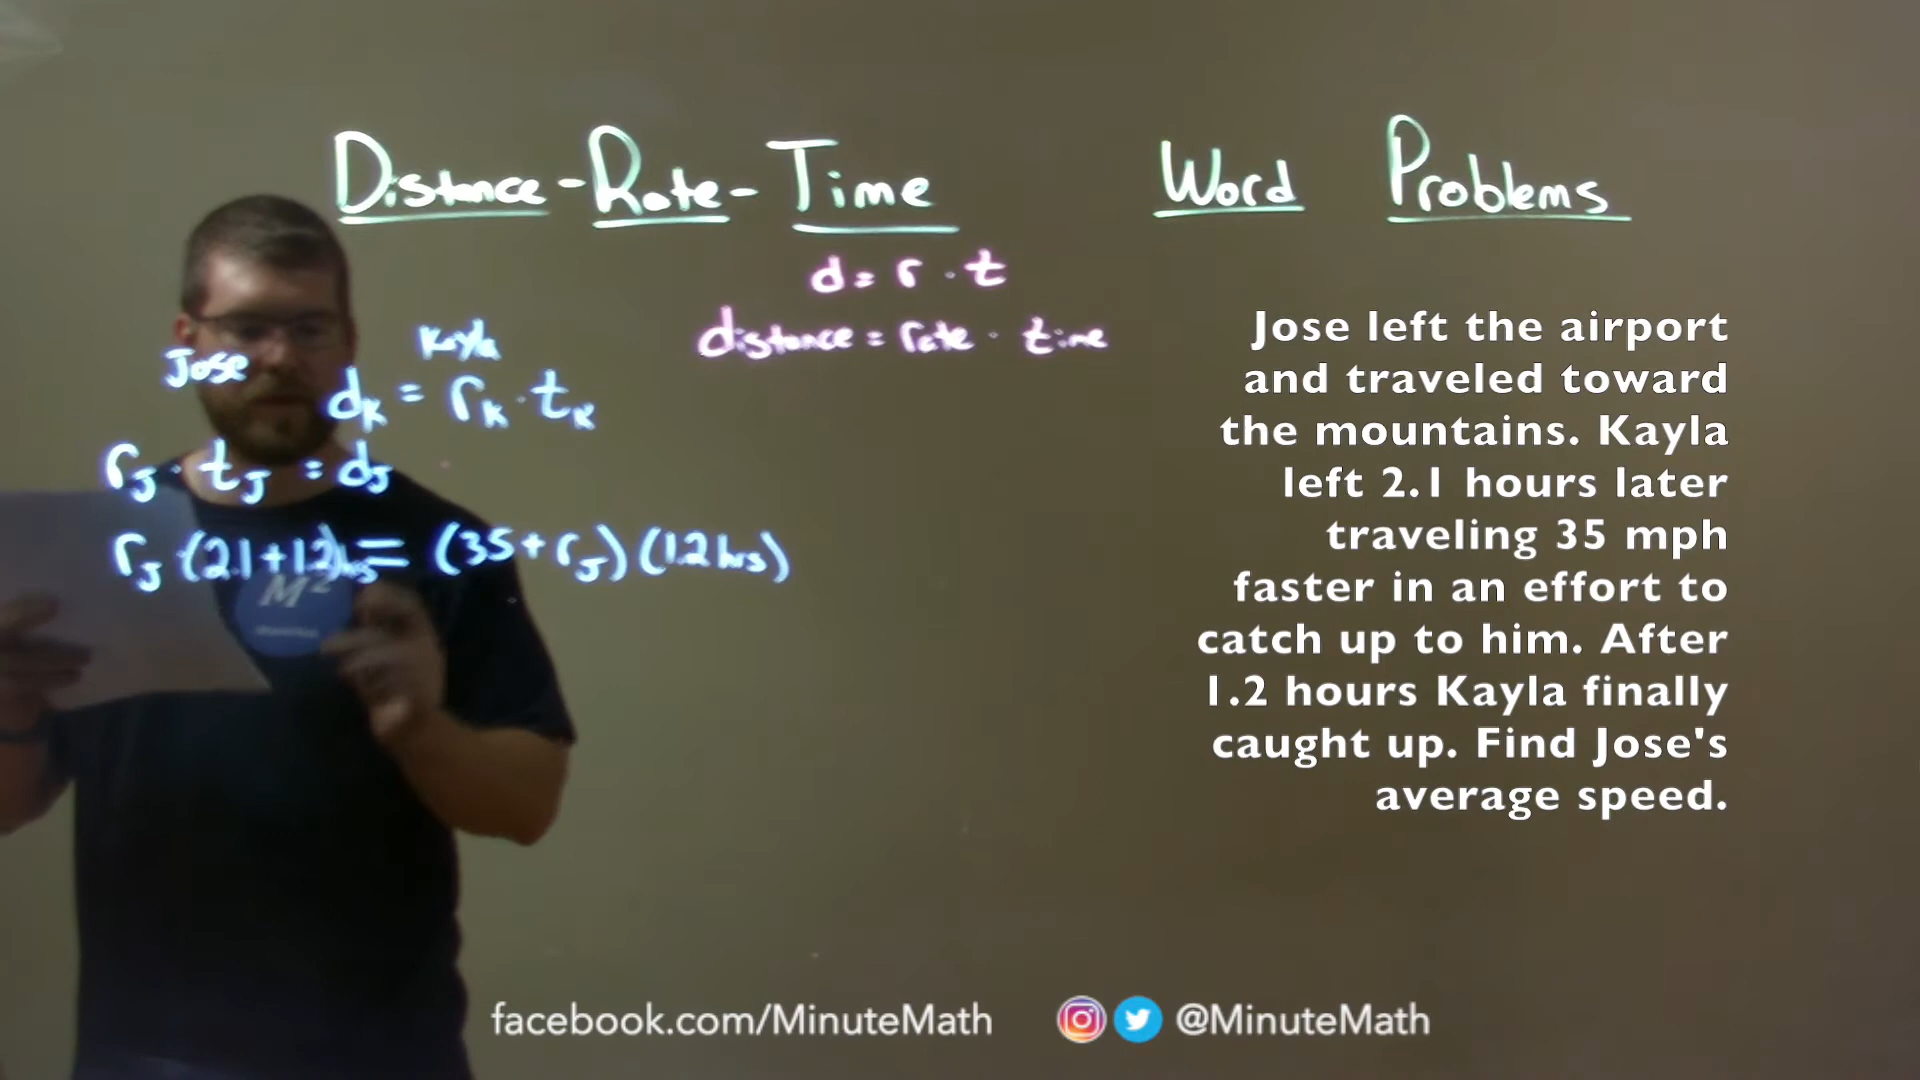 Distance-Rate-Time Word Problems
d = r · t
distance = rate · time
Jose
Kayla
dK = rK · tK
rJ · tJ = dJ
rJ · (2.1+1.2)hrs = (35+rJ)(1.2hrs)
M²
Jose left the airport
and traveled toward
the mountains. Kayla
left 2.1 hours later
traveling 35 mph
faster in an effort to
catch up to him. After
1.2 hours Kayla finally
caught up. Find Jose's
average speed.
facebook.com/MinuteMath
@MinuteMath